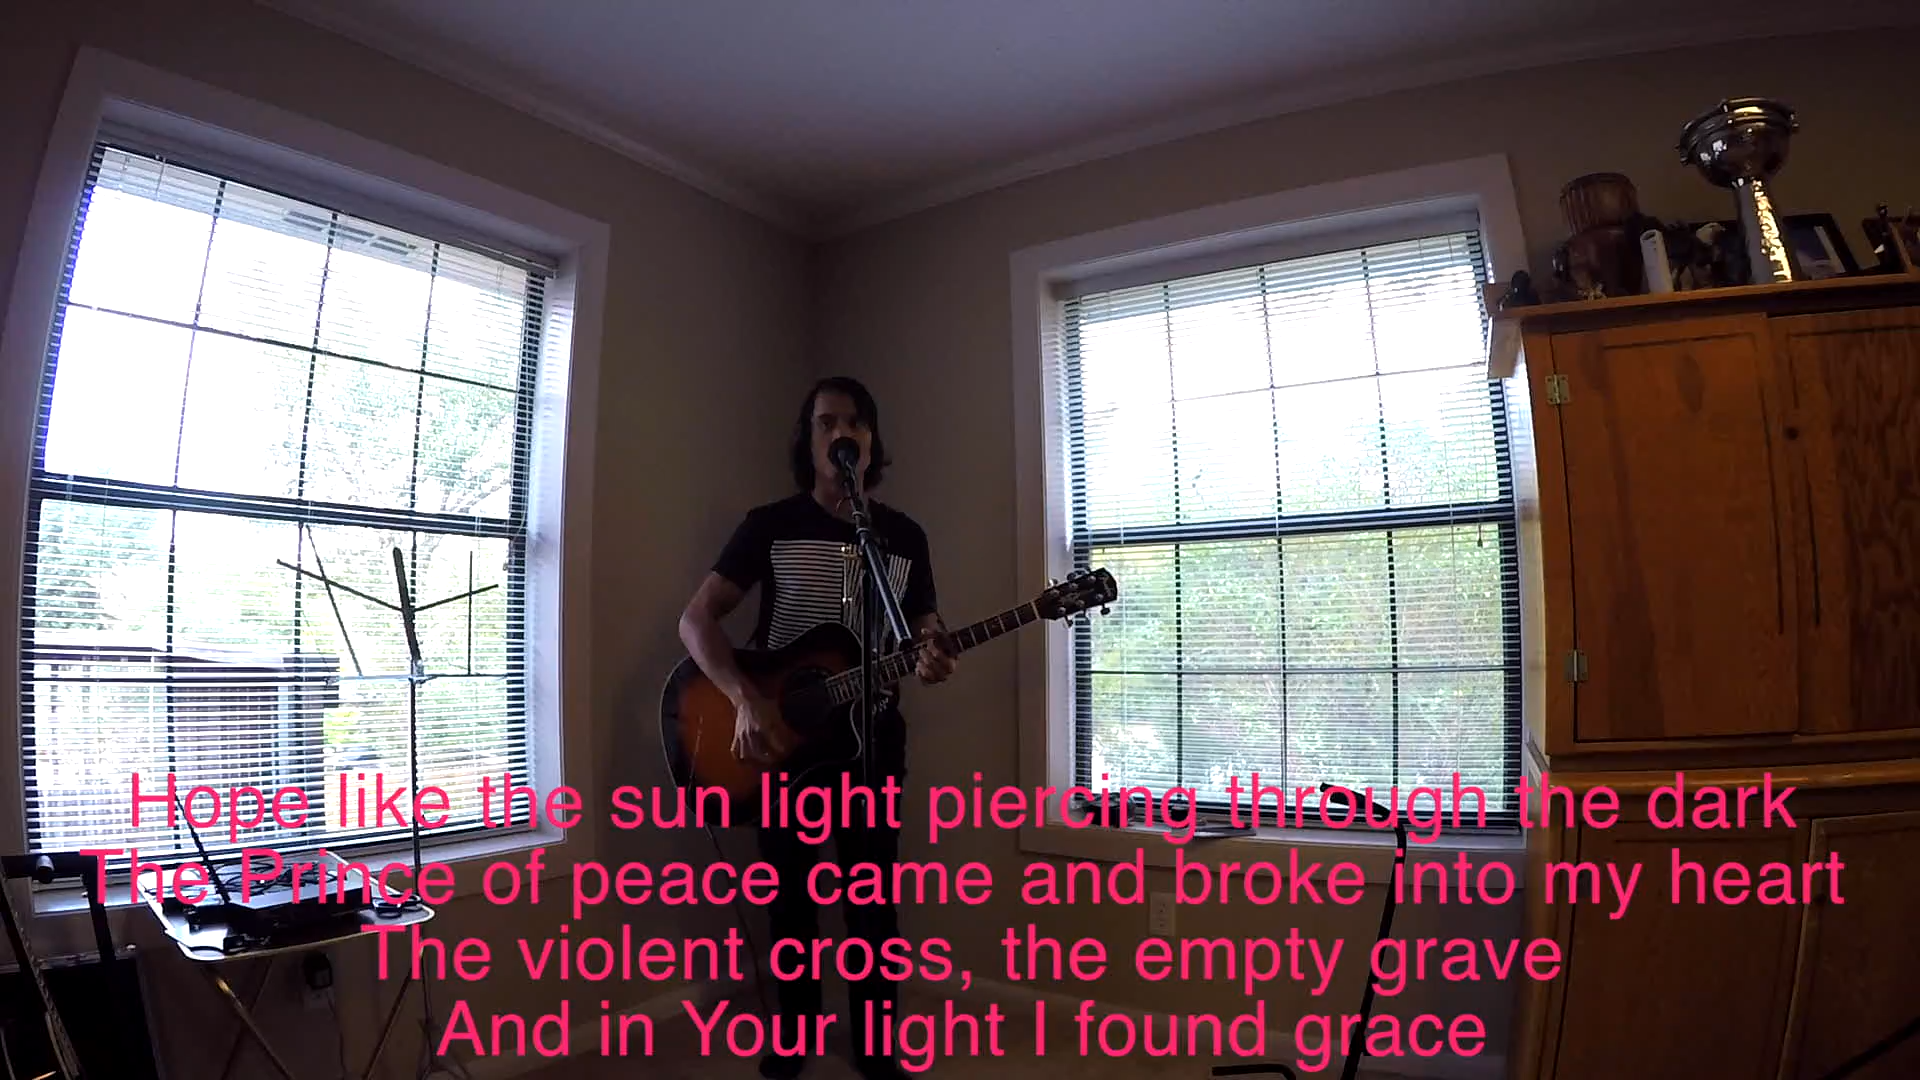 Hope like the sun light piercing through the dark
The Prince of peace came and broke into my heart
The violent cross, the empty grave
And in Your light I found grace